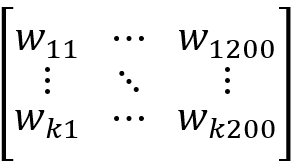 w₁₁ ⋯ w₁₂₀₀
⋮ ⋱ ⋮
wₖ₁ ⋯ wₖ₂₀₀